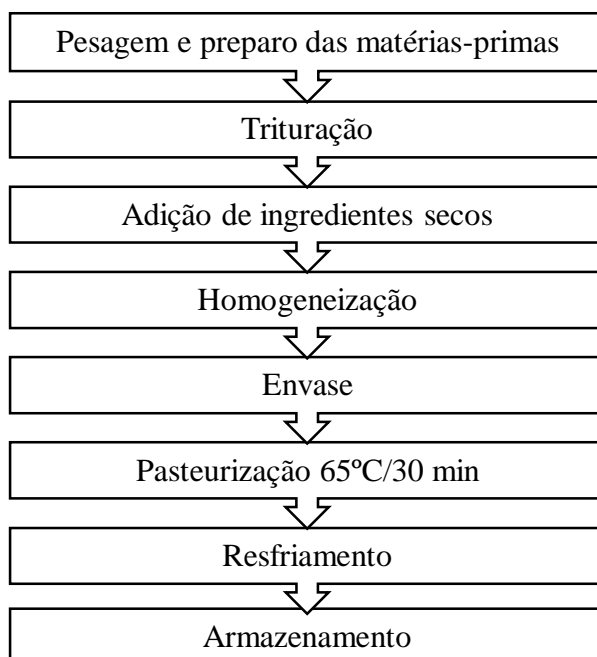 Pesagem e preparo das matérias-primas
Trituração
Adição de ingredientes secos
Homogeneização
Envase
Pasteurização 65ºC/30 min
Resfriamento
Armazenamento